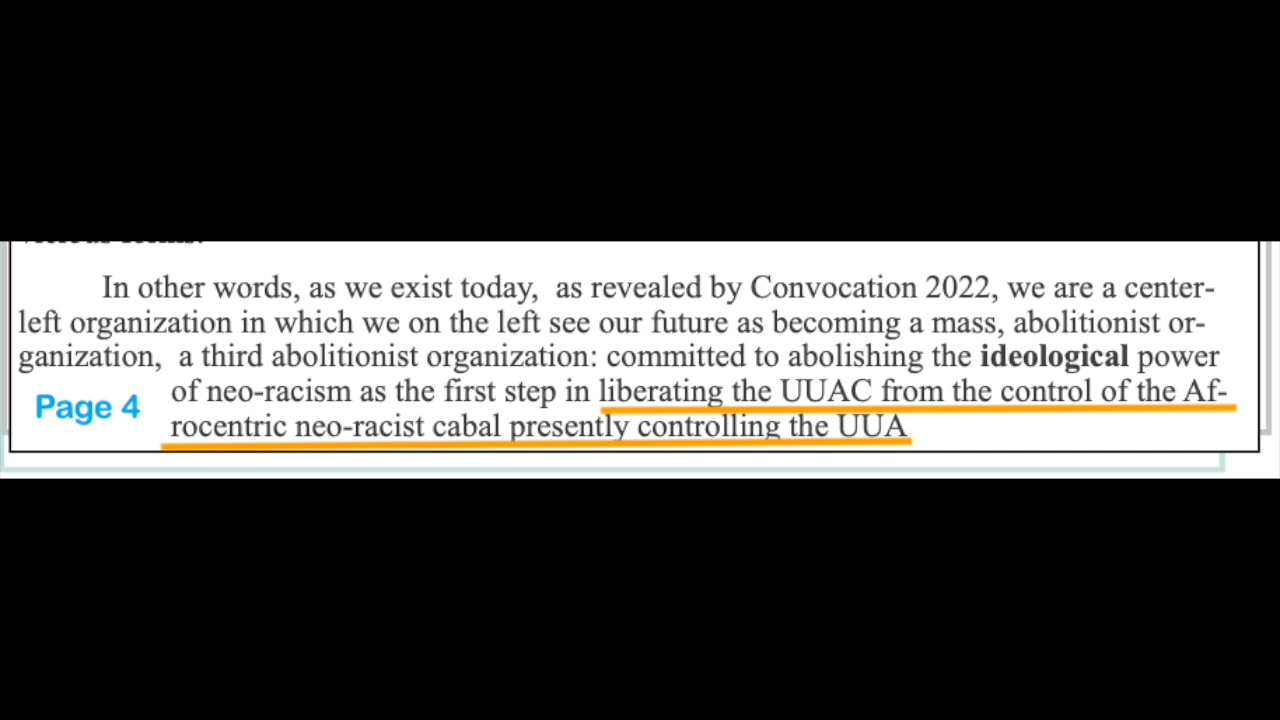 In other words, as we exist today, as revealed by Convocation 2022, we are a center-
left organization in which we on the left see our future as becoming a mass, abolitionist or-
ganization, a third abolitionist organization: committed to abolishing the ideological power
of neo-racism as the first step in liberating the UUAC from the control of the Af-
Page 4
rocentric neo-racist cabal presently controlling the UUA